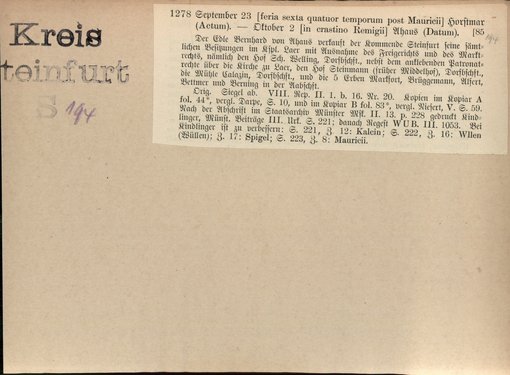 Kreis
teinfurt
S 194
1278 September 23 [feria sexta quatuor temporum post Mauricii] Horstmar
(Actum). — Oktober 2 [in crastino Remigii] Ahaus (Datum). [85
194
Der Edle Bernhard von Ahaus verkauft der Kommende Steinfurt seine sämt-
lichen Besitzungen im Kspl. Laer mit Ausnahme des Freigerichts und des Markt-
rechts, nämlich den Hof Sch. Welling, Dorfbschft., nebst dem anklebenden Patronat-
rechte über die Kirche zu Laer, den Hof Steinmann (früher Middelhof), Dorfbschft.,
die Mühle Calazin, Dorfbschft., und die 5 Erben Markfort, Brüggemann, Alfert,
Bettmer und Berning in der Aabschft.
Orig. Siegel ab. VIII. Rep. II. 1. b. 16. Nr. 20. Kopien im Kopiar A
fol. 44ᵛ, vergl. Darpe, S. 10, und im Kopiar B fol. 83ᵛ, vergl. Niesert, V. S. 59.
Nach der Abschrift im Staatsarchiv Münster Msk. II. 13. p. 228 gedruckt Kind-
linger, Münst. Beiträge III. Urk. S. 221; danach Regest WUB. III. 1053. Bei
Kindlinger ist zu verbessern: S. 221, Z. 12: Kalcin; S. 222, Z. 16: Wllen
(Wüllen); Z. 17: Spigel; S. 223, Z. 8: Mauricii.